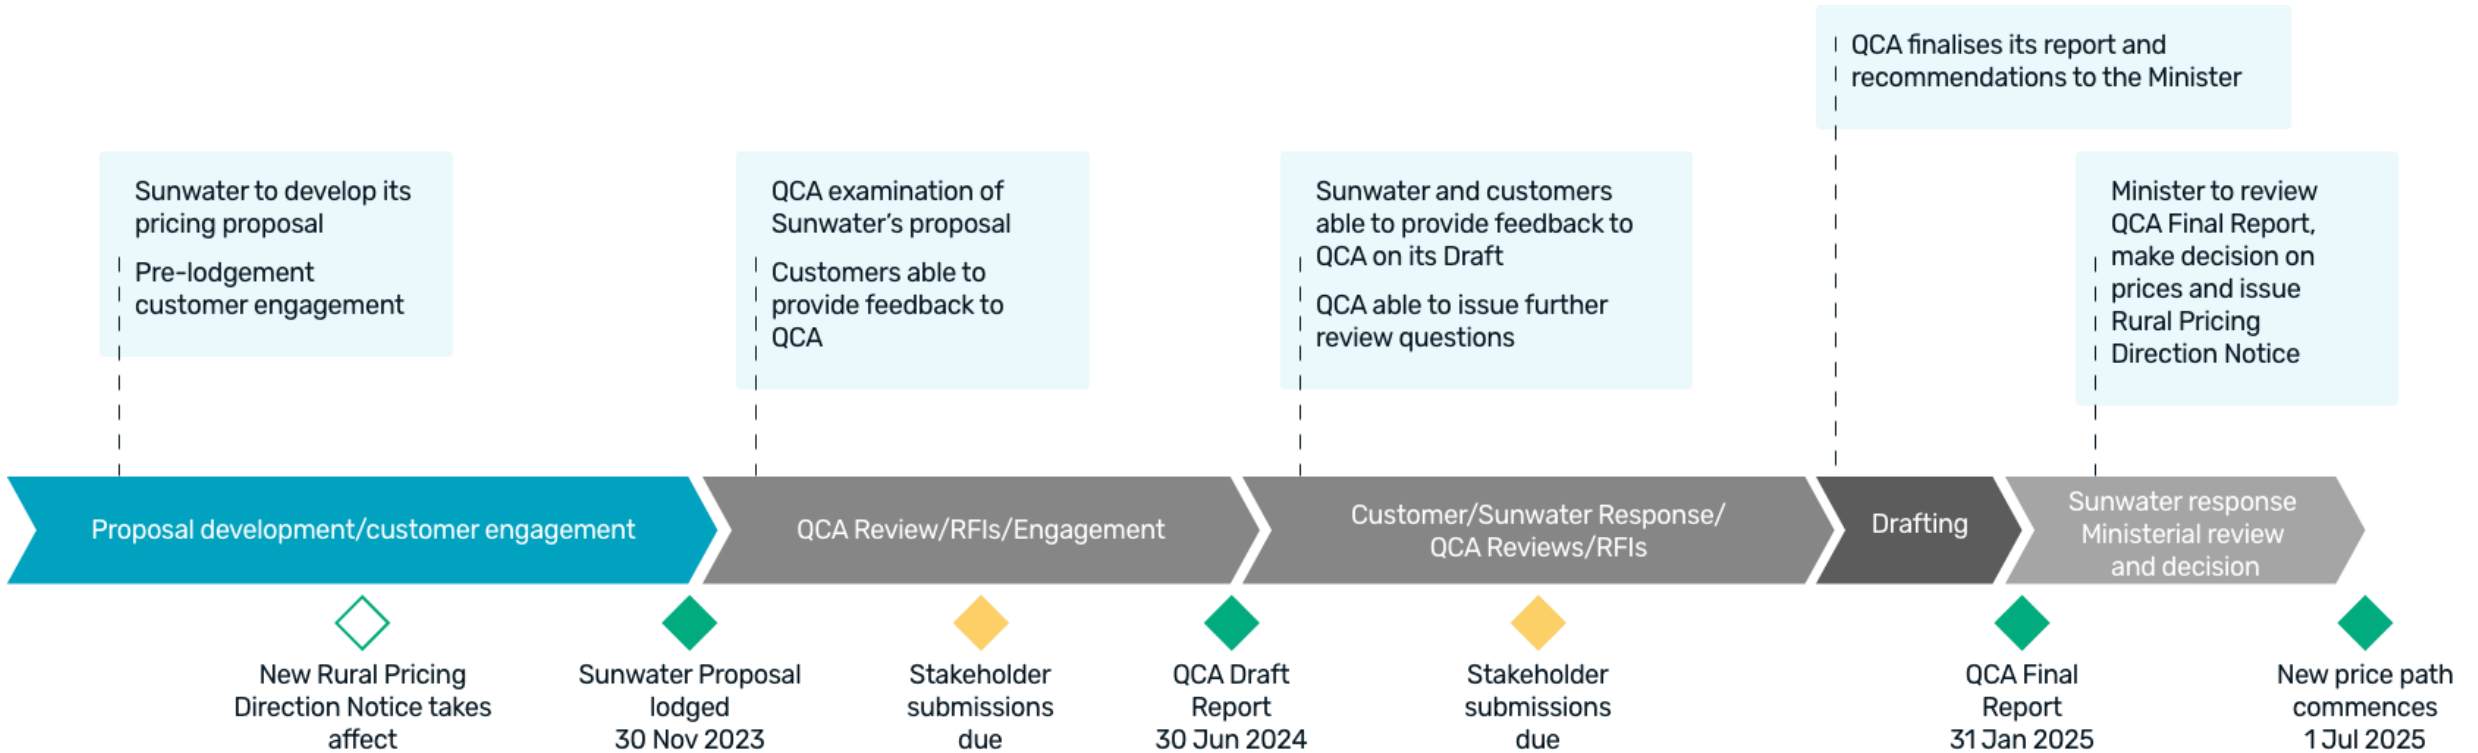 QCA finalises its report and
recommendations to the Minister
Sunwater to develop its
pricing proposal
Pre-lodgement
customer engagement
QCA examination of
Sunwater's proposal
Customers able to
provide feedback to
QCA
Sunwater and customers
able to provide feedback to
QCA on its Draft
QCA able to issue further
review questions
Minister to review
QCA Final Report,
make decision on
prices and issue
Rural Pricing
Direction Notice
Proposal development/customer engagement
QCA Review/RFIs/Engagement
Customer/Sunwater Response/
QCA Reviews/RFIs
Drafting
Sunwater response
Ministerial review
and decision
New Rural Pricing
Direction Notice takes
affect
Sunwater Proposal
lodged
30 Nov 2023
Stakeholder
submissions
due
QCA Draft
Report
30 Jun 2024
Stakeholder
submissions
due
QCA Final
Report
31 Jan 2025
New price path
commences
1 Jul 2025